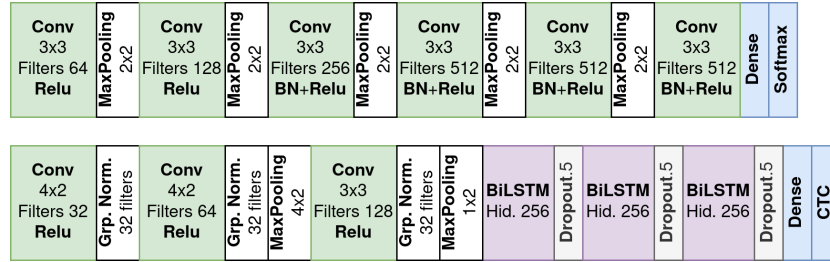 Conv
3x3
Filters 64
Relu
MaxPooling
2x2
Conv
3x3
Filters 128
Relu
MaxPooling
2x2
Conv
3x3
Filters 256
BN+Relu
MaxPooling
2x2
Conv
3x3
Filters 512
BN+Relu
MaxPooling
2x2
Conv
3x3
Filters 512
BN+Relu
MaxPooling
2x2
Conv
3x3
Filters 512
BN+Relu
Dense
Softmax
Conv
4x2
Filters 32
Relu
Grp. Norm.
32 filters
Conv
4x2
Filters 64
Relu
Grp. Norm.
32 filters
MaxPooling
4x2
Conv
3x3
Filters 128
Relu
Grp. Norm.
32 filters
MaxPooling
1x2
BiLSTM
Hid. 256
Dropout.5
BiLSTM
Hid. 256
Dropout.5
BiLSTM
Hid. 256
Dropout.5
Dense
CTC